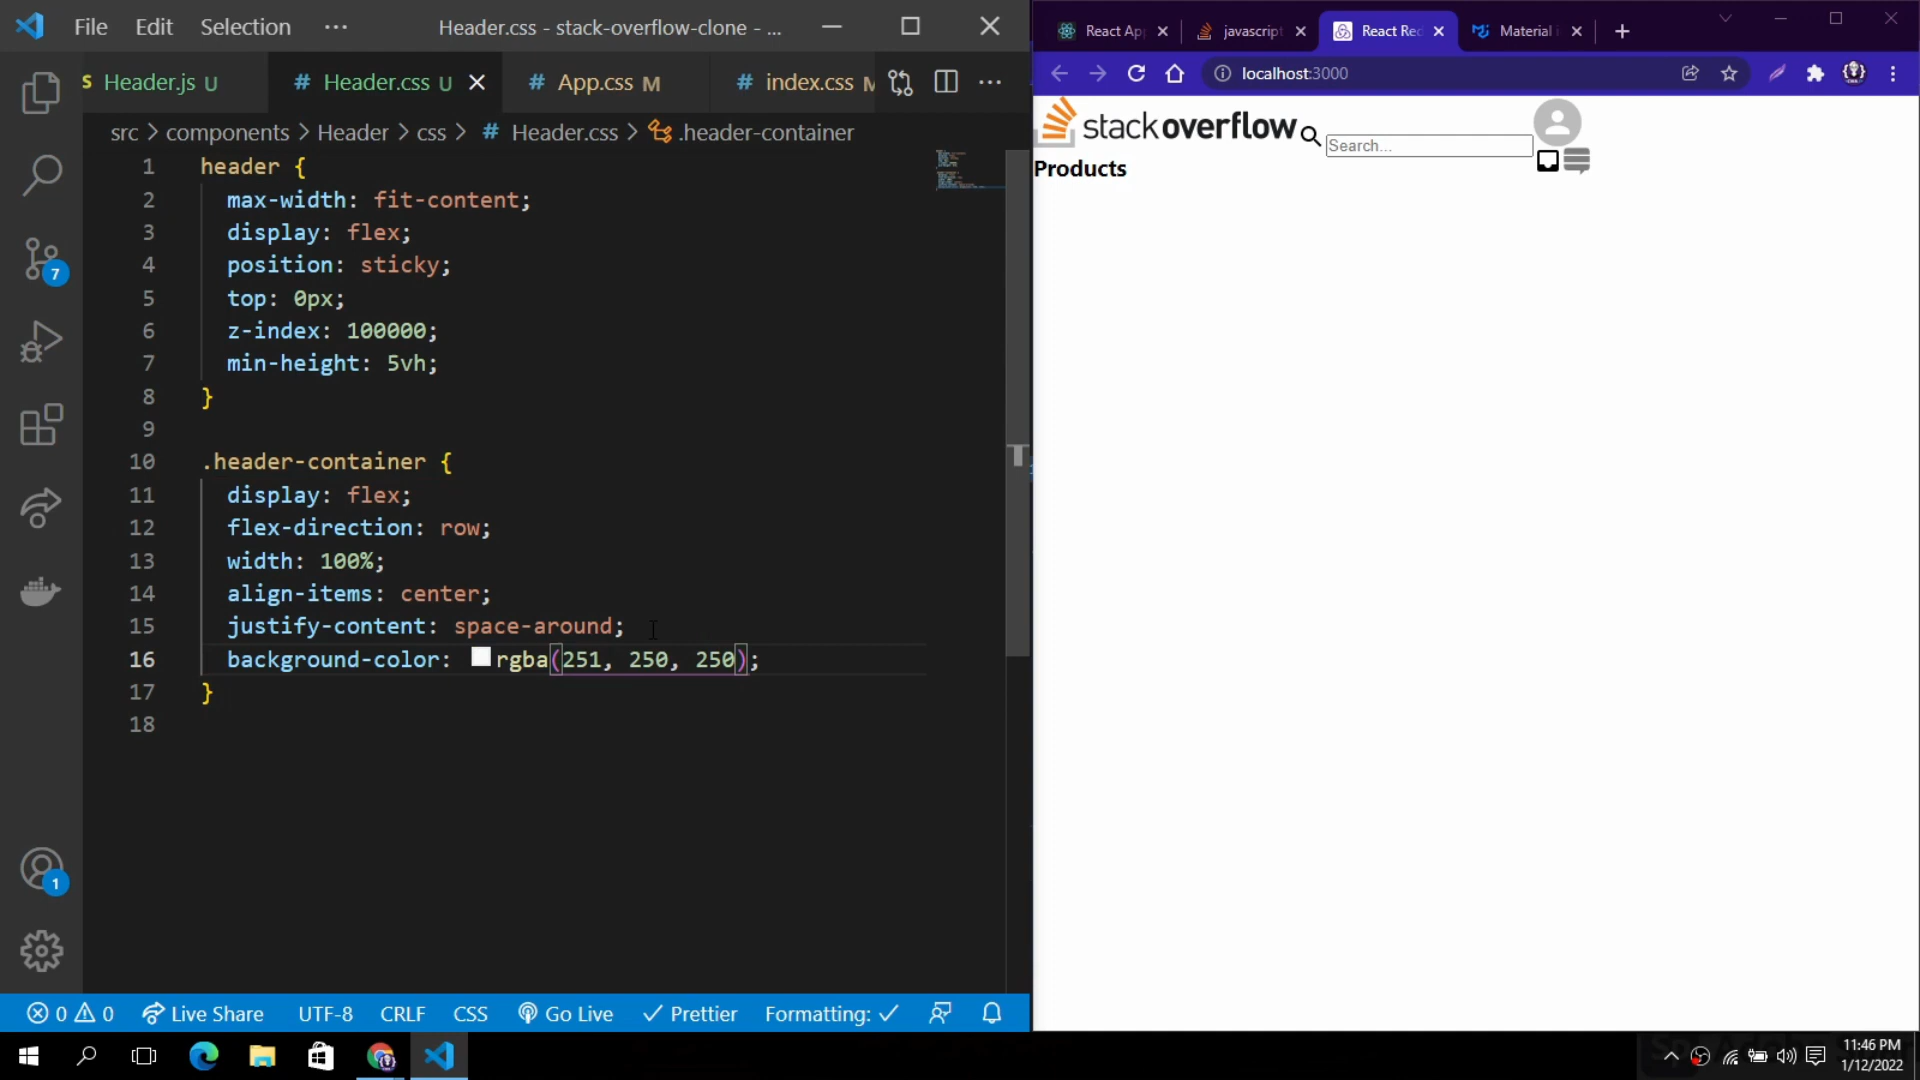 File Edit Selection ··· Header.css - stack-overflow-clone - ...
Header.js U # Header.css U # App.css M # index.css M ···
src > components > Header > css > # Header.css > .header-container
1 header {
2 max-width: fit-content;
3 display: flex;
4 position: sticky;
5 top: 0px;
6 z-index: 100000;
7 min-height: 5vh;
8 }
9
10 .header-container {
11 display: flex;
12 flex-direction: row;
13 width: 100%;
14 align-items: center;
15 justify-content: space-around;
16 background-color: rgba(251, 250, 250);
17 }
18
7
1
0 0 Live Share UTF-8 CRLF CSS Go Live Prettier Formatting:
React Ap javascript React Red Material
localhost:3000
stackoverflow
Search...
Products
11:46 PM
1/12/2022